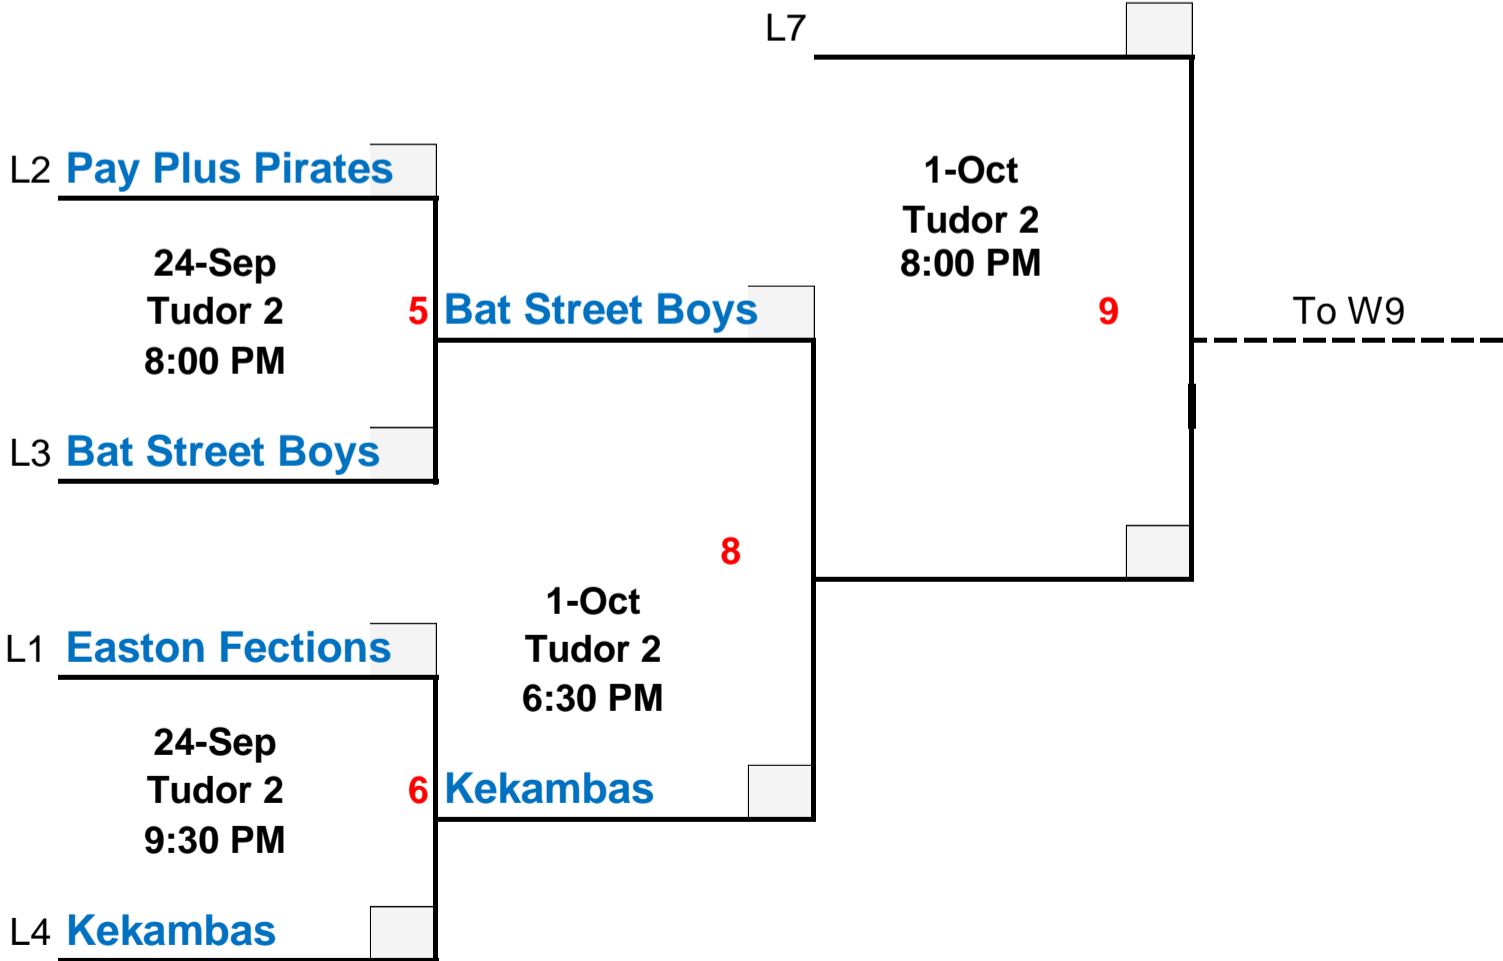 L7
L2 Pay Plus Pirates
24-Sep
Tudor 2
8:00 PM
5
L3 Bat Street Boys
Bat Street Boys
1-Oct
Tudor 2
8:00 PM
9
To W9
8
1-Oct
Tudor 2
6:30 PM
L1 Easton Fections
24-Sep
Tudor 2
9:30 PM
6
Kekambas
L4 Kekambas